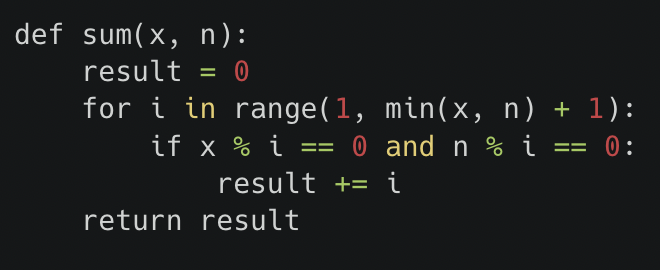 def sum(x, n):
    result = 0
    for i in range(1, min(x, n) + 1):
        if x % i == 0 and n % i == 0:
            result += i
    return result